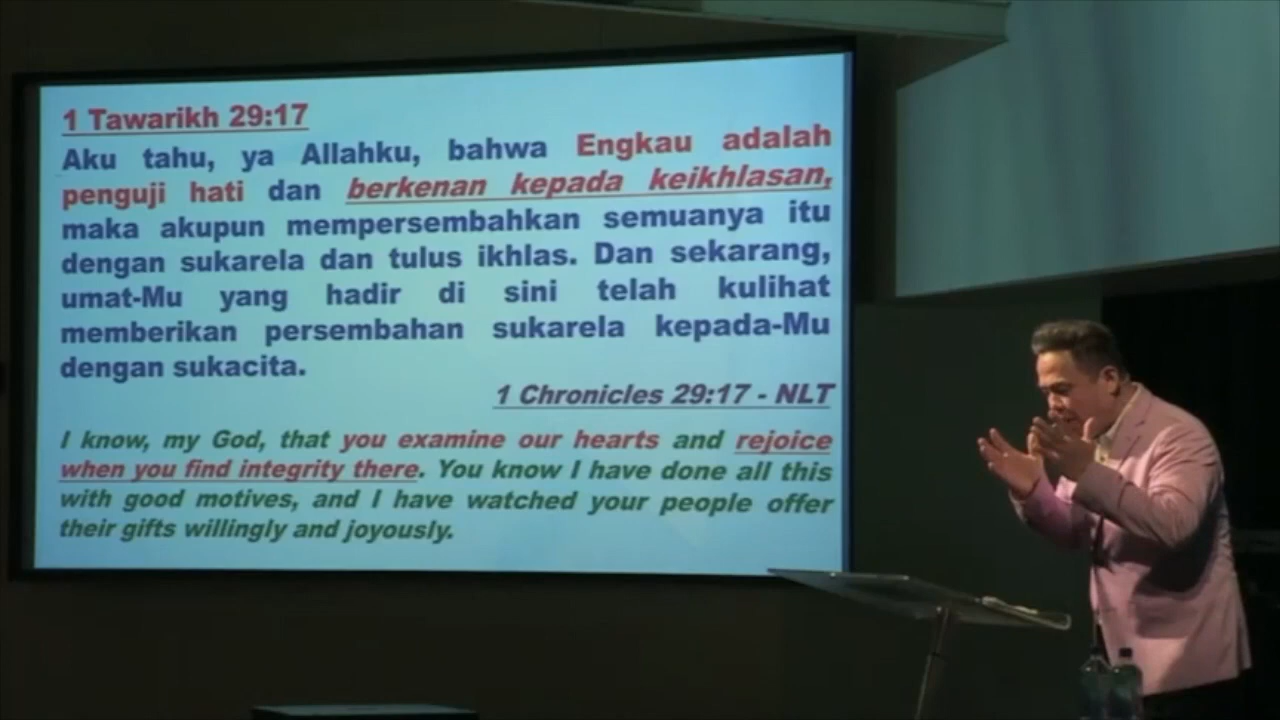 1 Tawarikh 29:17
Aku tahu, ya Allahku, bahwa Engkau adalah
penguji hati dan berkenan kepada keikhlasan,
maka akupun mempersembahkan semuanya itu
dengan sukarela dan tulus ikhlas. Dan sekarang,
umat-Mu yang hadir di sini telah kulihat
memberikan persembahan sukarela kepada-Mu
dengan sukacita.
1 Chronicles 29:17 - NLT
I know, my God, that you examine our hearts and rejoice
when you find integrity there. You know I have done all this
with good motives, and I have watched your people offer
their gifts willingly and joyously.